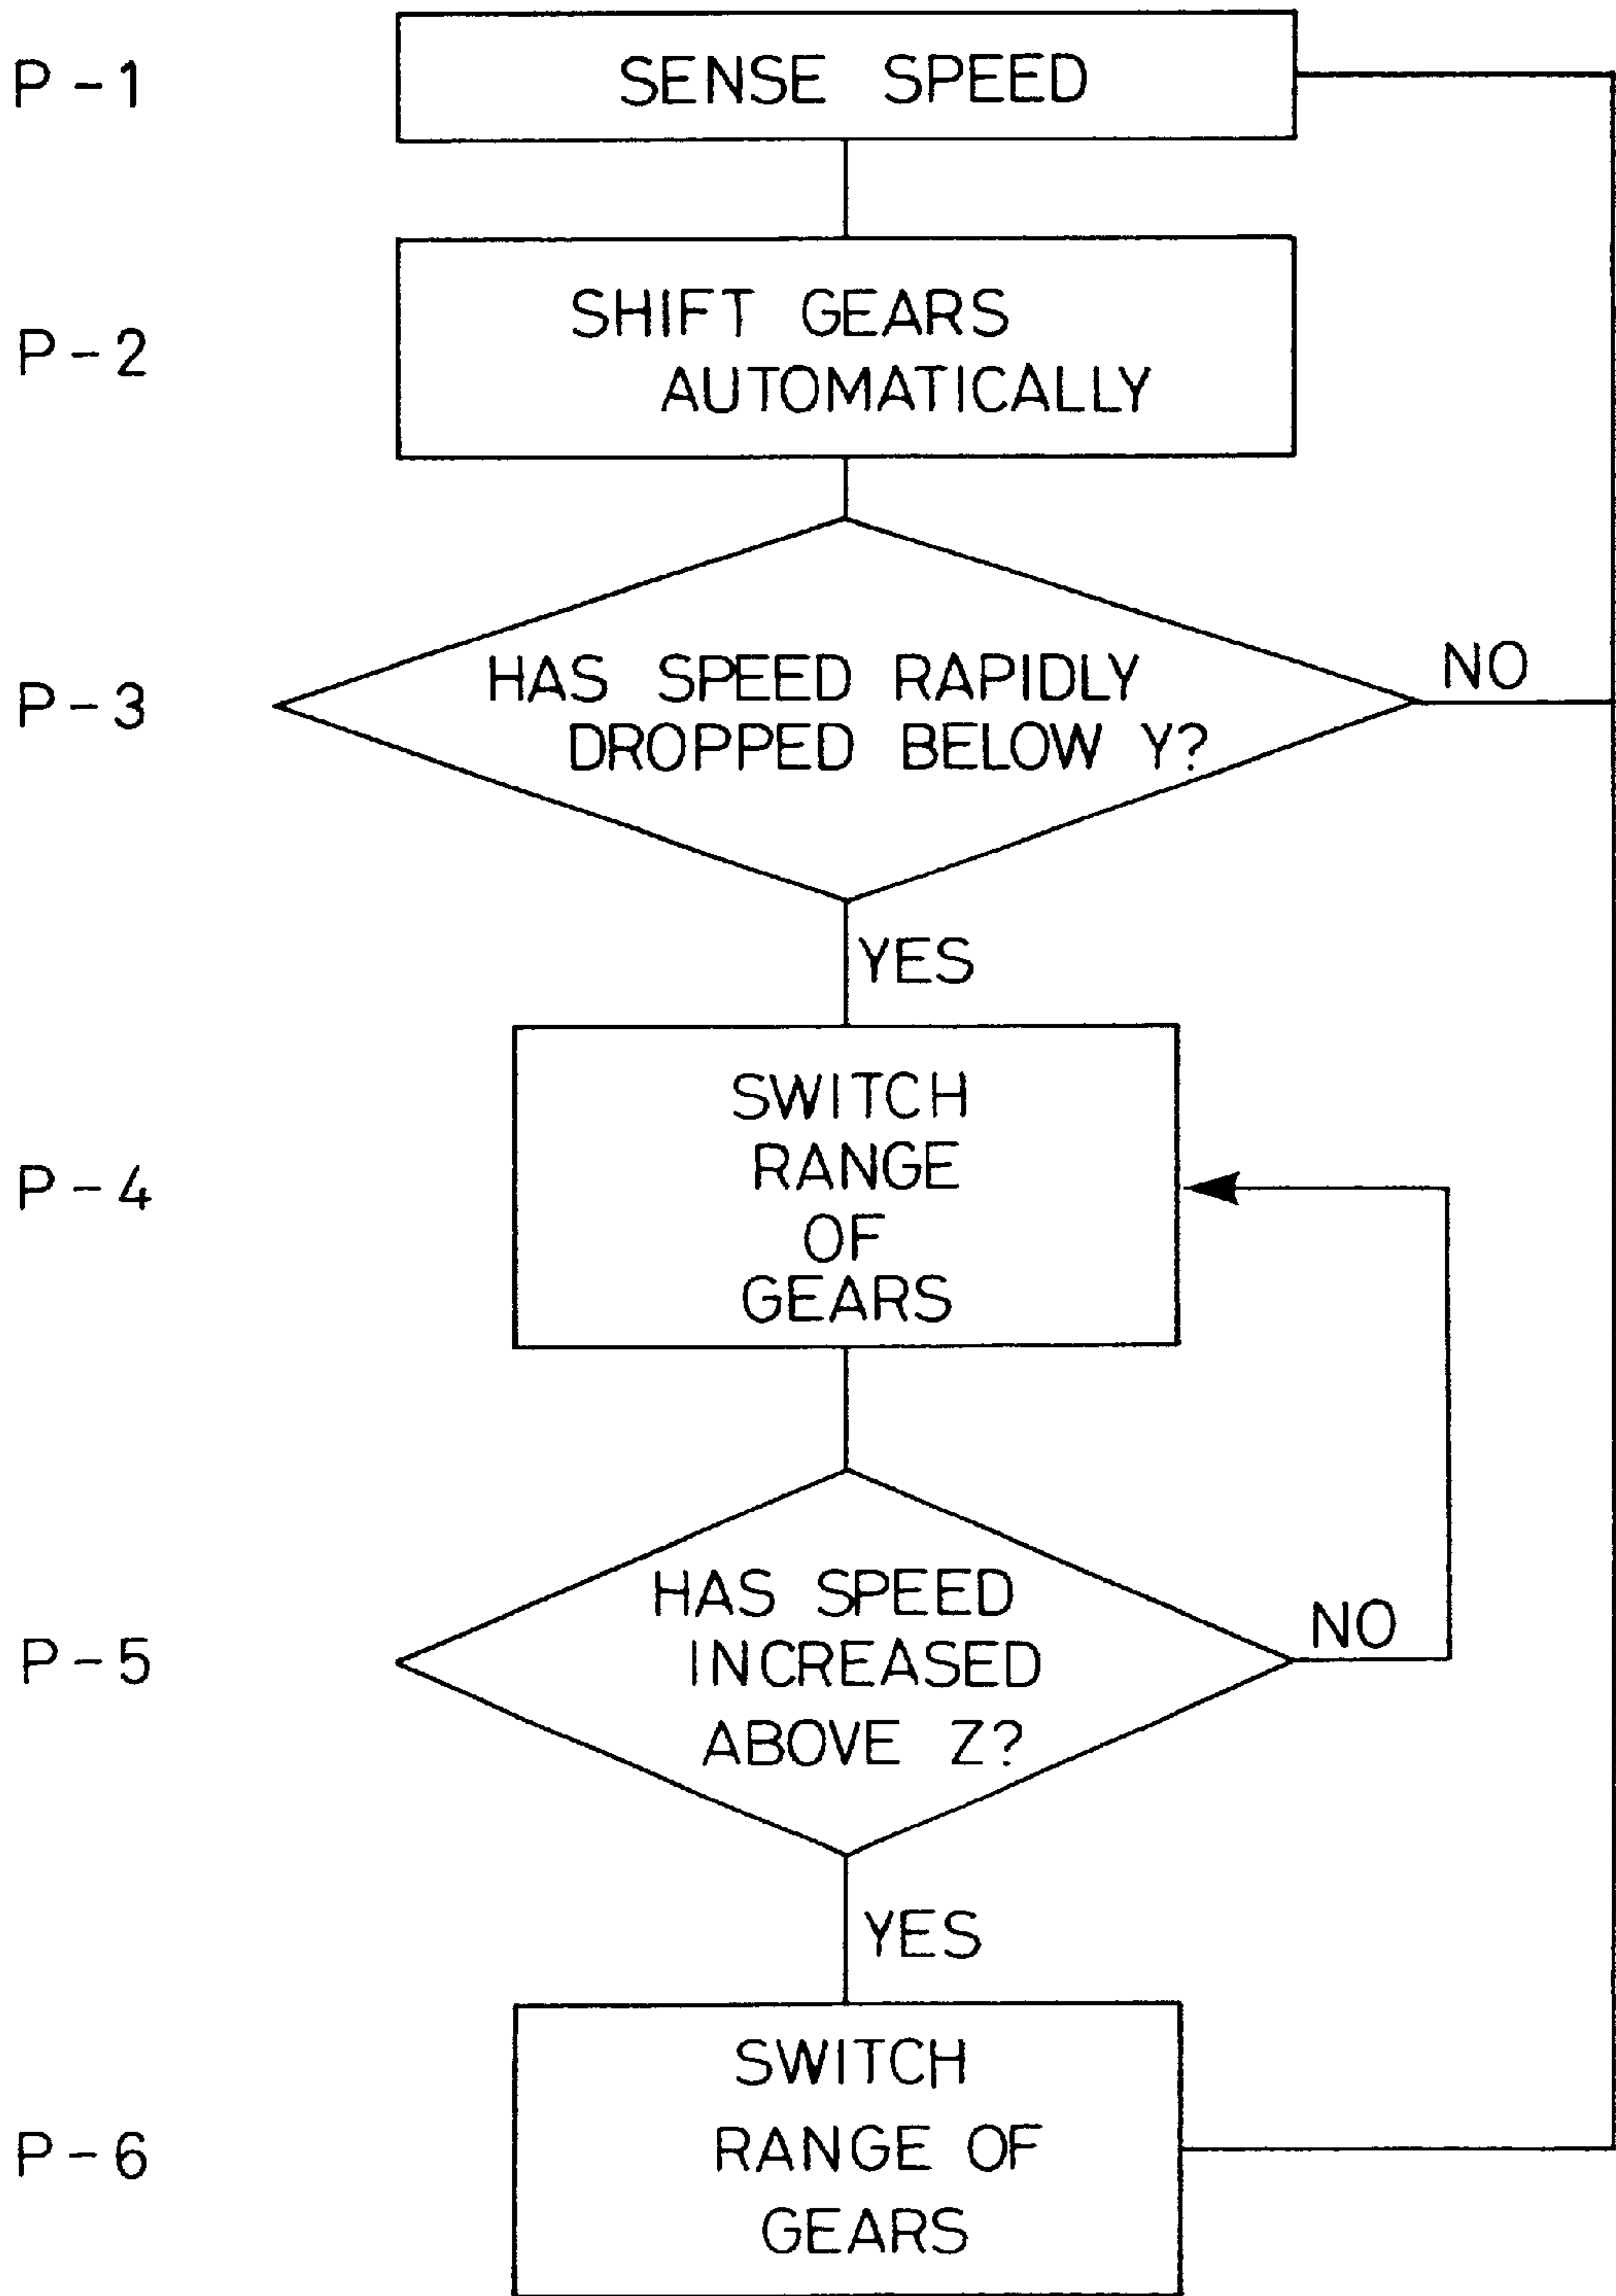 P-1
SENSE SPEED
P-2
SHIFT GEARS
AUTOMATICALLY
P-3
HAS SPEED RAPIDLY
DROPPED BELOW Y?
NO
YES
P-4
SWITCH
RANGE
OF
GEARS
P-5
HAS SPEED
INCREASED
ABOVE Z?
NO
YES
P-6
SWITCH
RANGE OF
GEARS